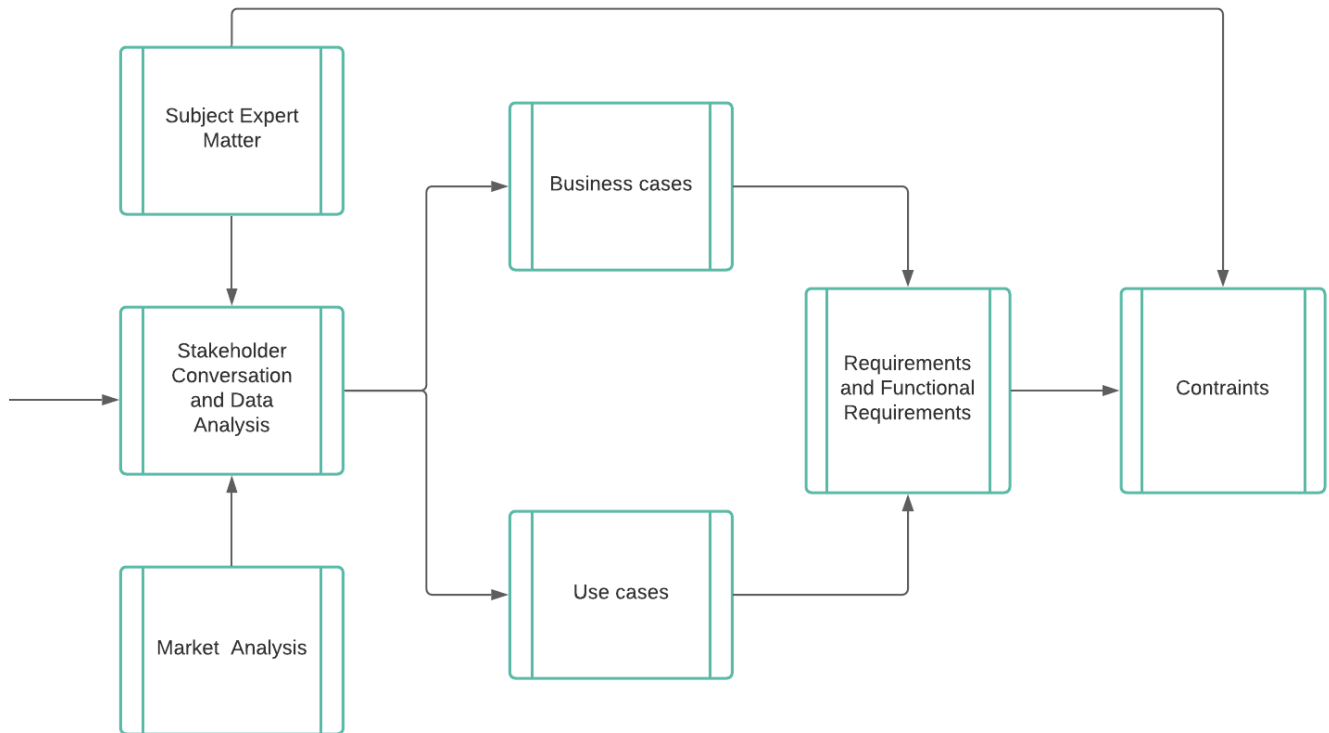 Subject Expert
Matter
Business cases
Stakeholder
Conversation
and Data
Analysis
Requirements
and Functional
Requirements
Contraints
Use cases
Market  Analysis